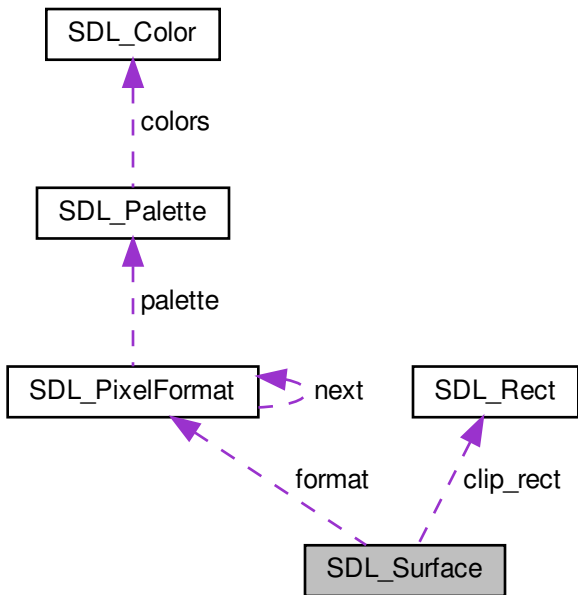 SDL_Color
colors
SDL_Palette
palette
SDL_PixelFormat
next
SDL_Rect
format
clip_rect
SDL_Surface